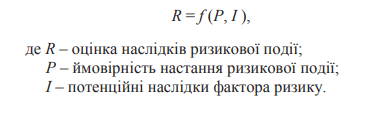 R = f (P, I ),
де R – оцінка наслідків ризикової події;
P – ймовірність настання ризикової події;
I – потенційні наслідки фактора ризику.